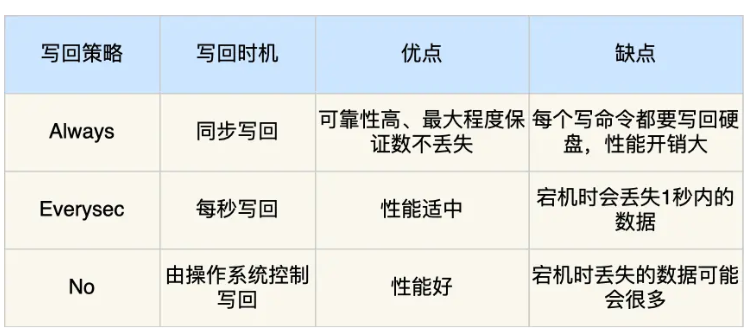 写回策略
写回时机
优点
缺点
Always
同步写回
可靠性高、最大程度保
证数不丢失
每个写命令都要写回硬
盘，性能开销大
Everysec
每秒写回
性能适中
宕机时会丢失1秒内的
数据
No
由操作系统控制
写回
性能好
宕机时丢失的数据可能
会很多